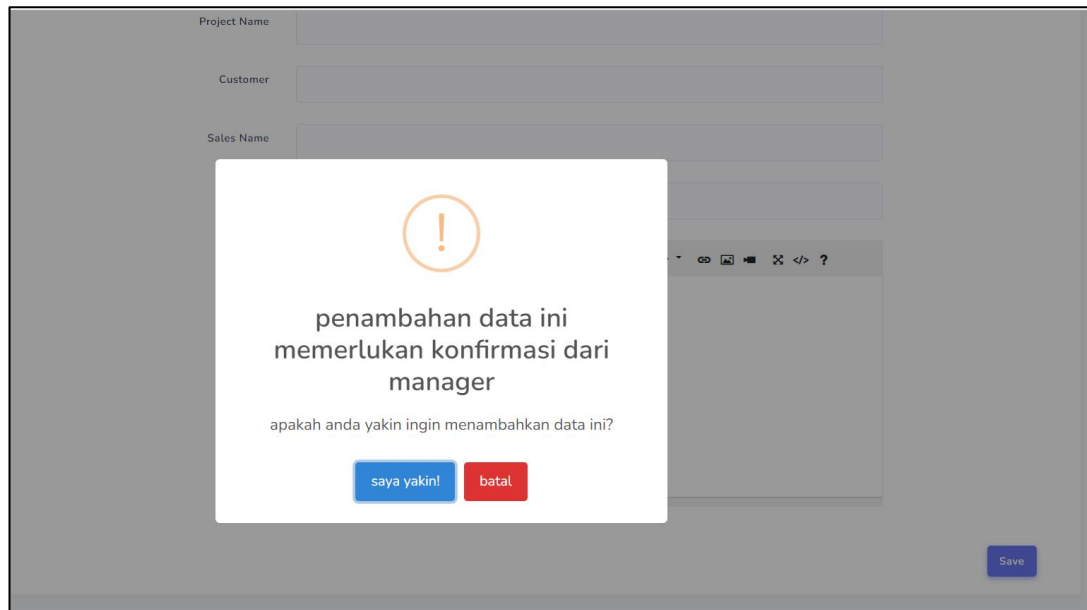 Project Name
Customer
Sales Name
!
penambahan data ini
memerlukan konfirmasi dari
manager
apakah anda yakin ingin menambahkan data ini?
saya yakin! batal
</> ?
Save